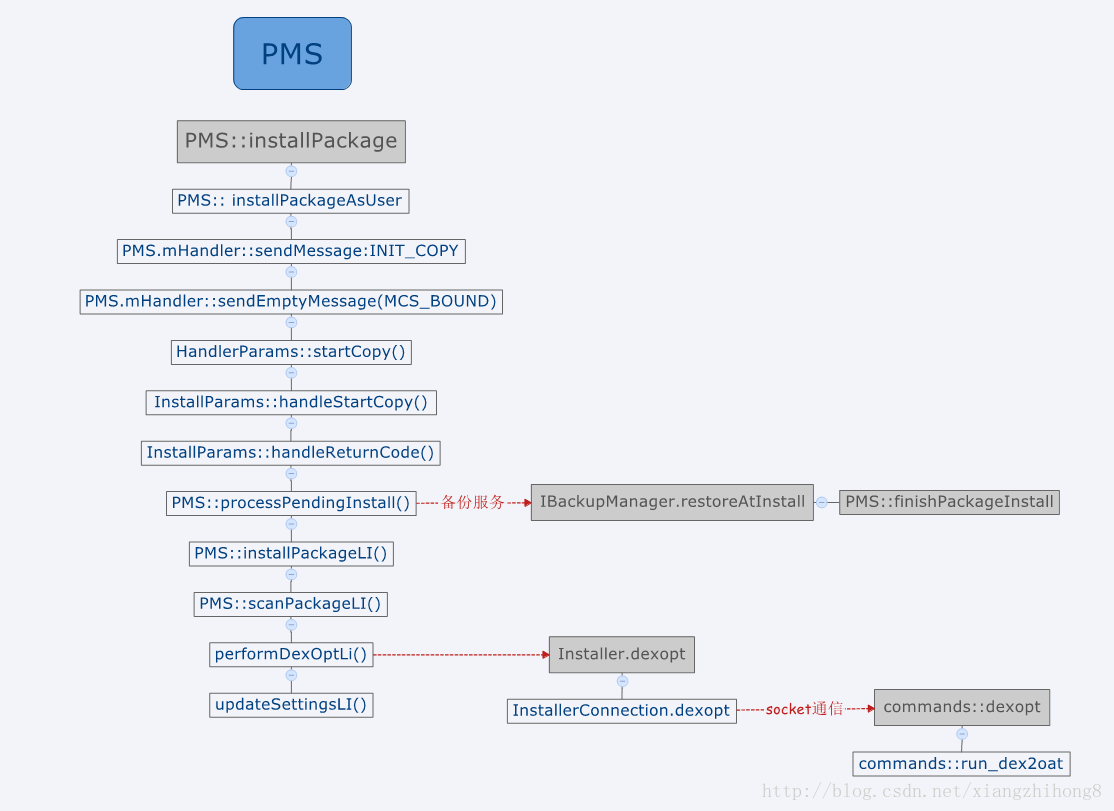 PMS
PMS::installPackage
PMS:: installPackageAsUser
PMS.mHandler::sendMessage:INIT_COPY
PMS.mHandler::sendEmptyMessage(MCS_BOUND)
HandlerParams::startCopy()
InstallParams::handleStartCopy()
InstallParams::handleReturnCode()
PMS::processPendingInstall()
备份服务
IBackupManager.restoreAtInstall
PMS::finishPackageInstall
PMS::installPackageLI()
PMS::scanPackageLI()
performDexOptLi()
Installer.dexopt
updateSettingsLI()
InstallerConnection.dexopt
socket通信
commands::dexopt
commands::run_dex2oat
http://blog.csdn.net/xiangzhihong8